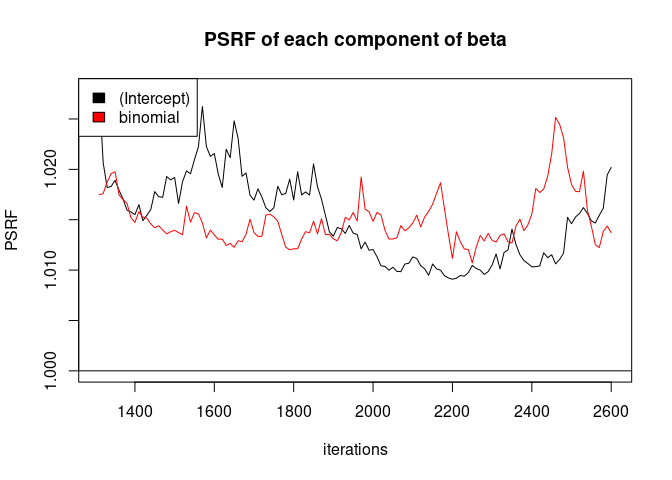 PSRF of each component of beta
(Intercept)
binomial
PSRF
1.020
1.010
1.000
1400 1600 1800 2000 2200 2400 2600
iterations